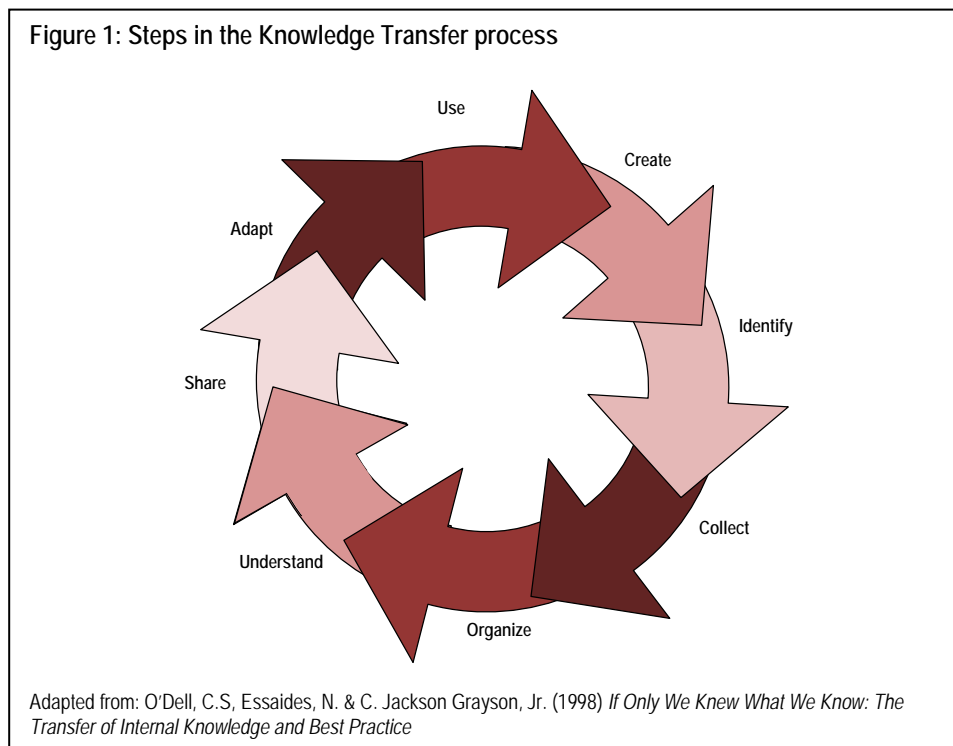 Figure 1: Steps in the Knowledge Transfer process
Use
Create
Adapt
Identify
Share
Collect
Understand
Organize
Adapted from: O'Dell, C.S, Essaides, N. & C. Jackson Grayson, Jr. (1998) If Only We Knew What We Know: The
Transfer of Internal Knowledge and Best Practice